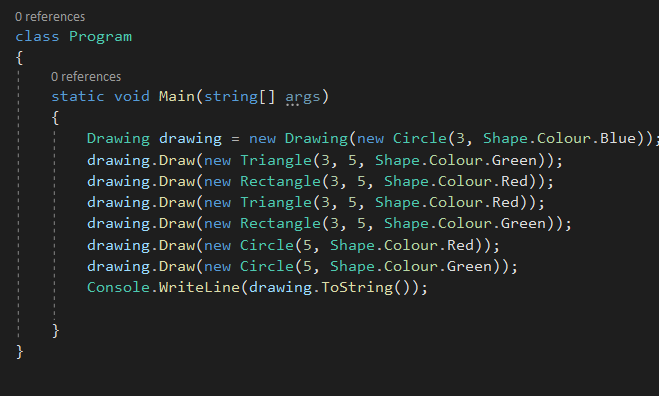 0 references
class Program
{
0 references
static void Main(string[] args)
{
Drawing drawing = new Drawing(new Circle(3, Shape.Colour.Blue));
drawing.Draw(new Triangle(3, 5, Shape.Colour.Green));
drawing.Draw(new Rectangle(3, 5, Shape.Colour.Red));
drawing.Draw(new Triangle(3, 5, Shape.Colour.Red));
drawing.Draw(new Rectangle(3, 5, Shape.Colour.Green));
drawing.Draw(new Circle(5, Shape.Colour.Red));
drawing.Draw(new Circle(5, Shape.Colour.Green));
Console.WriteLine(drawing.ToString());
}
}